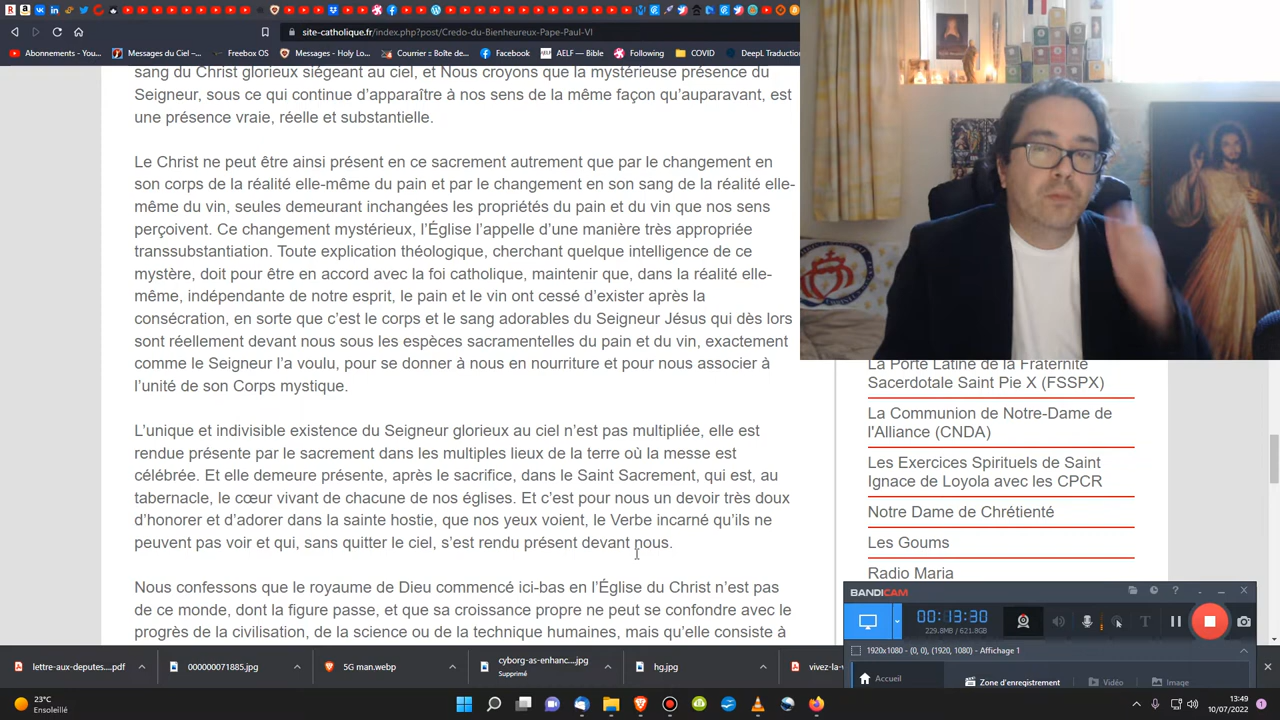 site-catholique.fr/index.php?post/Credo-du-Bienheureux-Pape-Paul-VI
Abonnements - You...
Messages du Ciel -...
Freebox OS
Messages - Holy Lo...
Courrier :: Boîte de...
Facebook
AELF — Bible
Following
COVID
Développement
sang du Christ glorieux siégeant au ciel, et Nous croyons que la mystérieuse présence du
Seigneur, sous ce qui continue d’apparaître à nos sens de la même façon qu’auparavant, est
une présence vraie, réelle et substantielle.
Le Christ ne peut être ainsi présent en ce sacrement autrement que par le changement en
son corps de la réalité elle-même du pain et par le changement en son sang de la réalité elle-
même du vin, seules demeurant inchangées les propriétés du pain et du vin que nos sens
perçoivent. Ce changement mystérieux, l’Église l’appelle d’une manière très appropriée
transsubstantiation. Toute explication théologique, cherchant quelque intelligence de ce
mystère, doit pour être en accord avec la foi catholique, maintenir que, dans la réalité elle-
même, indépendante de notre esprit, le pain et le vin ont cessé d’exister après la
consécration, en sorte que c’est le corps et le sang adorables du Seigneur Jésus qui dès lors
sont réellement devant nous sous les espèces sacramentelles du pain et du vin, exactement
comme le Seigneur l’a voulu, pour se donner à nous en nourriture et pour nous associer à
l’unité de son Corps mystique.
L’unique et indivisible existence du Seigneur glorieux au ciel n’est pas multipliée, elle est
rendue présente par le sacrement dans les multiples lieux de la terre où la messe est
célébrée. Et elle demeure présente, après le sacrifice, dans le Saint Sacrement, qui est, au
tabernacle, le cœur vivant de chacune de nos églises. Et c’est pour nous un devoir très doux
d’honorer et d’adorer dans la sainte hostie, que nos yeux voient, le Verbe incarné qu’ils ne
peuvent pas voir et qui, sans quitter le ciel, s’est rendu présent devant nous.
Nous confessons que le royaume de Dieu commencé ici-bas en l’Église du Christ n’est pas
de ce monde, dont la figure passe, et que sa croissance propre ne peut se confondre avec le
progrès de la civilisation, de la science ou de la technique humaines, mais qu’elle consiste à
La Porte Latine de la Fraternité
Sacerdotale Saint Pie X (FSSPX)
La Communion de Notre-Dame de
l'Alliance (CNDA)
Les Exercices Spirituels de Saint
Ignace de Loyola avec les CPCR
Notre Dame de Chrétienté
Les Goums
Radio Maria
BANDICAM
00:13:30
229.8MB / 621.8GB
1920x1080 - (0, 0), (1920, 1080) - Affichage 1
Accueil
Zone d'enregistrement
Vidéo
Image
lettre-aux-deputes....pdf
000000071885.jpg
5G man.webp
cyborg-as-enhanc....jpg
Supprimé
hg.jpg
vivez-la-v
23°C
Ensoleillé
13:49
10/07/2022